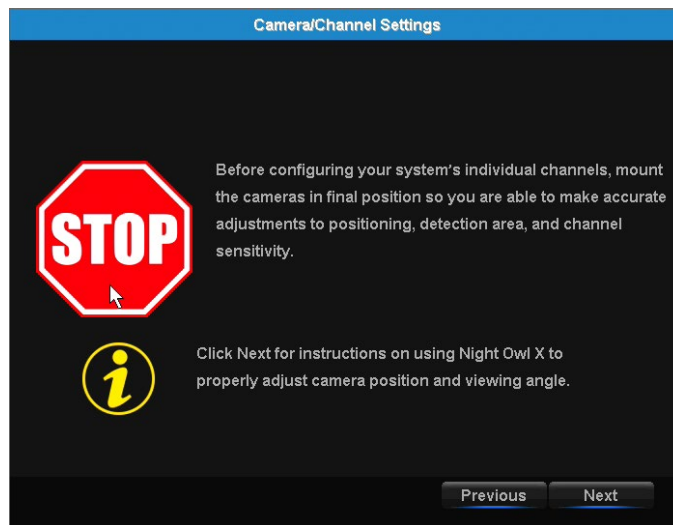 Camera/Channel Settings
Before configuring your system's individual channels, mount
the cameras in final position so you are able to make accurate
adjustments to positioning, detection area, and channel
sensitivity.
STOP
Click Next for instructions on using Night Owl X to
properly adjust camera position and viewing angle.
Previous Next